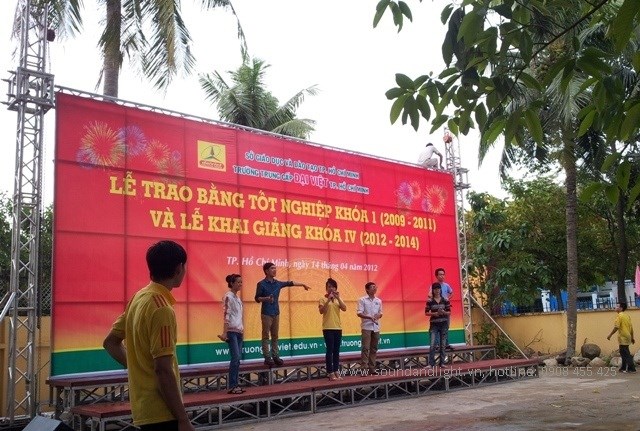 SỞ GIÁO DỤC VÀ ĐÀO TẠO TP. HỒ CHÍ MINH
TRƯỜNG TRUNG CẤP ĐẠI VIỆT TP. HỒ CHÍ MINH
LỄ TRAO BẰNG TỐT NGHIỆP KHÓA 1 (2009 - 2011)
VÀ LỄ KHAI GIẢNG KHÓA IV (2012 - 2014)
TP. Hồ Chí Minh, ngày 14 tháng 04 năm 2012
www.soundandlight.vn, hotline: 0908 455 425